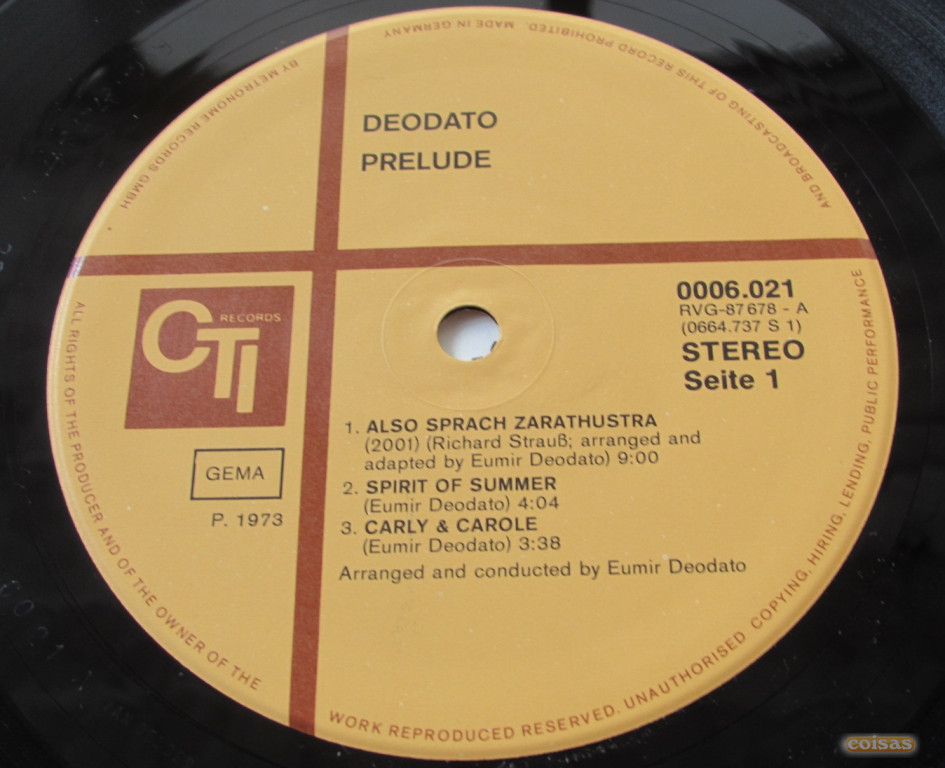 DEODATO
PRELUDE
CTI RECORDS
GEMA
P. 1973
0006.021
RVG-87678 - A
(0664.737 S 1)
STEREO
Seite 1
1. ALSO SPRACH ZARATHUSTRA
(2001) (Richard Strauß; arranged and
adapted by Eumir Deodato) 9:00
2. SPIRIT OF SUMMER
(Eumir Deodato) 4:04
3. CARLY & CAROLE
(Eumir Deodato) 3:38
Arranged and conducted by Eumir Deodato
ALL RIGHTS OF THE PRODUCER AND OF THE OWNER OF THE WORK REPRODUCED RESERVED. UNAUTHORISED COPYING, HIRING, LENDING, PUBLIC PERFORMANCE AND BROADCASTING OF THIS RECORD PROHIBITED. MADE IN GERMANY BY METRONOME RECORDS GMBH
coisas